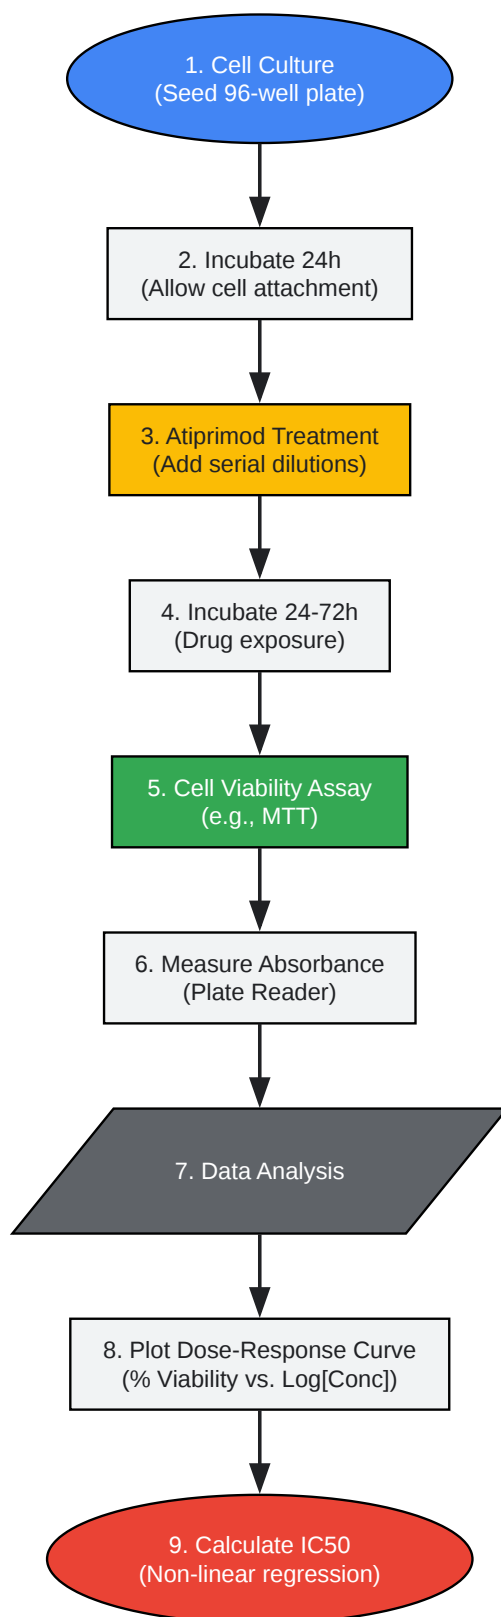 1. Cell Culture
(Seed 96-well plate)
2. Incubate 24h
(Allow cell attachment)
3. Atiprimod Treatment
(Add serial dilutions)
4. Incubate 24-72h
(Drug exposure)
5. Cell Viability Assay
(e.g., MTT)
6. Measure Absorbance
(Plate Reader)
7. Data Analysis
8. Plot Dose-Response Curve
(% Viability vs. Log[Conc])
9. Calculate IC50
(Non-linear regression)